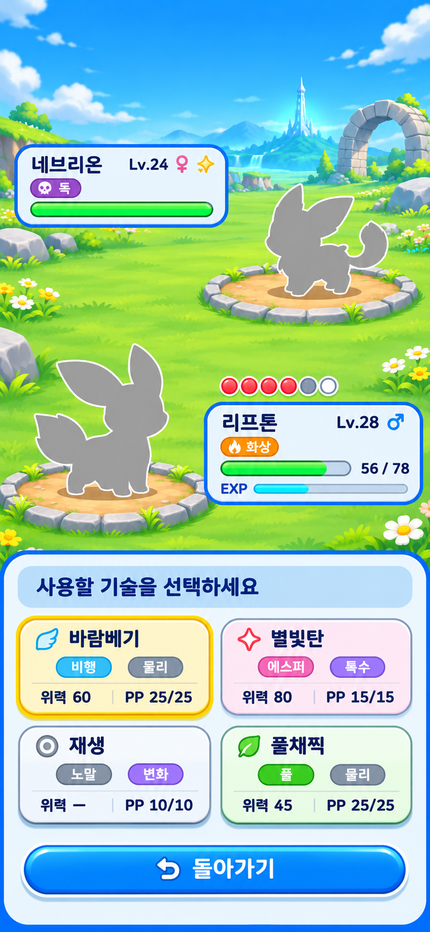 네브리온 Lv.24 ♀
독
리프톤 Lv.28 ♂
화상
56 / 78
EXP
사용할 기술을 선택하세요
바람베기
비행 물리
위력 60 PP 25/25
별빛탄
에스퍼 특수
위력 80 PP 15/15
재생
노말 변화
위력 — PP 10/10
풀채찍
풀 물리
위력 45 PP 25/25
돌아가기